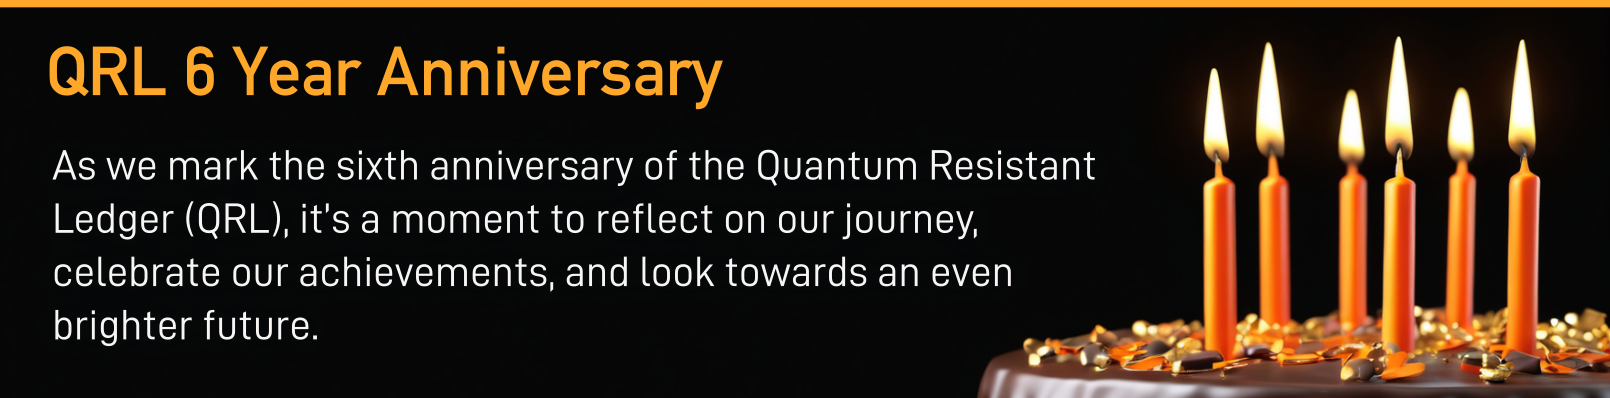 QRL 6 Year Anniversary
As we mark the sixth anniversary of the Quantum Resistant
Ledger (QRL), it's a moment to reflect on our journey,
celebrate our achievements, and look towards an even
brighter future.